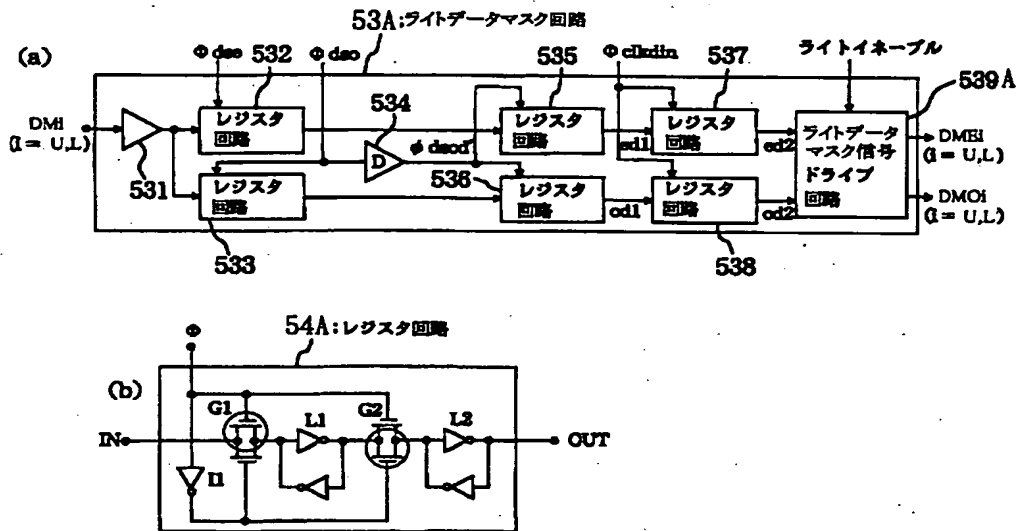 53A:ライトデータマスク回路
(a)
Φdse
532
Φdso
535
Φclkdin
537
ライトイネーブル
539A
534
DMi
(I= U,L)
531
レジスタ
回路
D
φdsod
レジスタ
回路
ed1
レジスタ
回路
ed2
ライトデータ
マスク信号
ドライブ
回路
DMEi
(i= U,L)
レジスタ
回路
533
536
レジスタ
回路
od1
レジスタ
回路
od2
538
DMOi
(I= U,L)
54A:レジスタ回路
Φ
(b)
G1
L1
G2
L2
IN
OUT
I1